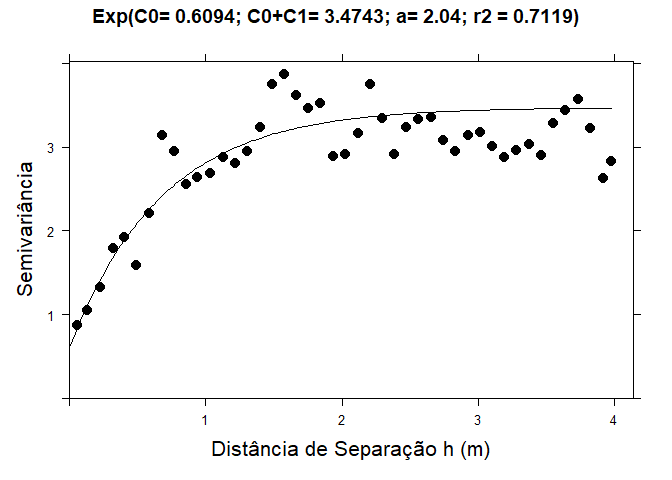 Exp(C0= 0.6094; C0+C1= 3.4743; a= 2.04; r2 = 0.7119)
Semivariância
3
2
1
1 2 3 4
Distância de Separação h (m)